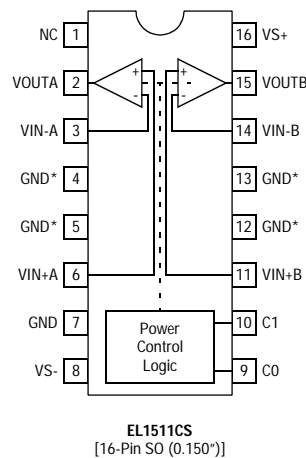 NC 1 16 VS+
VOUTA 2 + - + - 15 VOUTB
VIN-A 3 14 VIN-B
GND* 4 13 GND*
GND* 5 12 GND*
VIN+A 6 11 VIN+B
GND 7 10 C1
Power
Control
Logic
VS- 8 9 C0
EL1511CS
[16-Pin SO (0.150")]